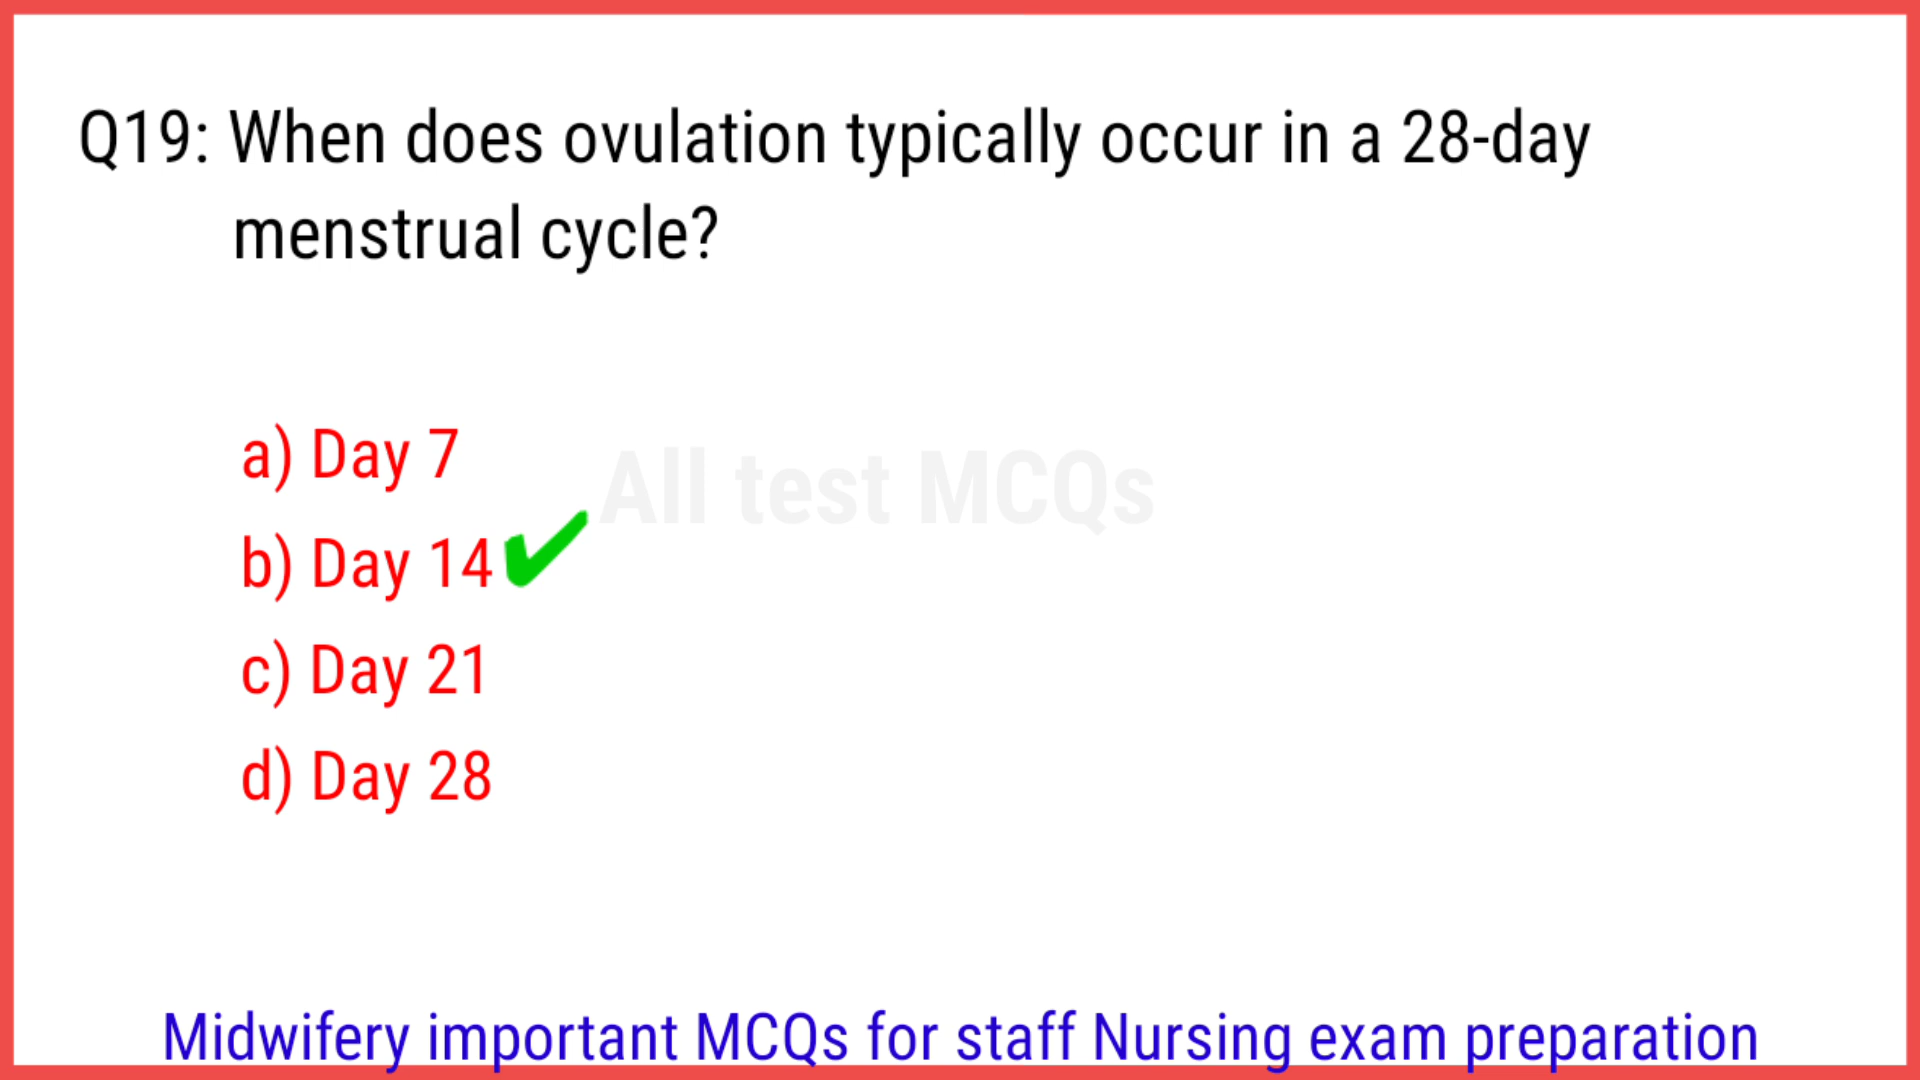 Q19: When does ovulation typically occur in a 28-day
menstrual cycle?
a) Day 7
All test MCQs
b) Day 14
c) Day 21
d) Day 28
Midwifery important MCQs for staff Nursing exam preparation